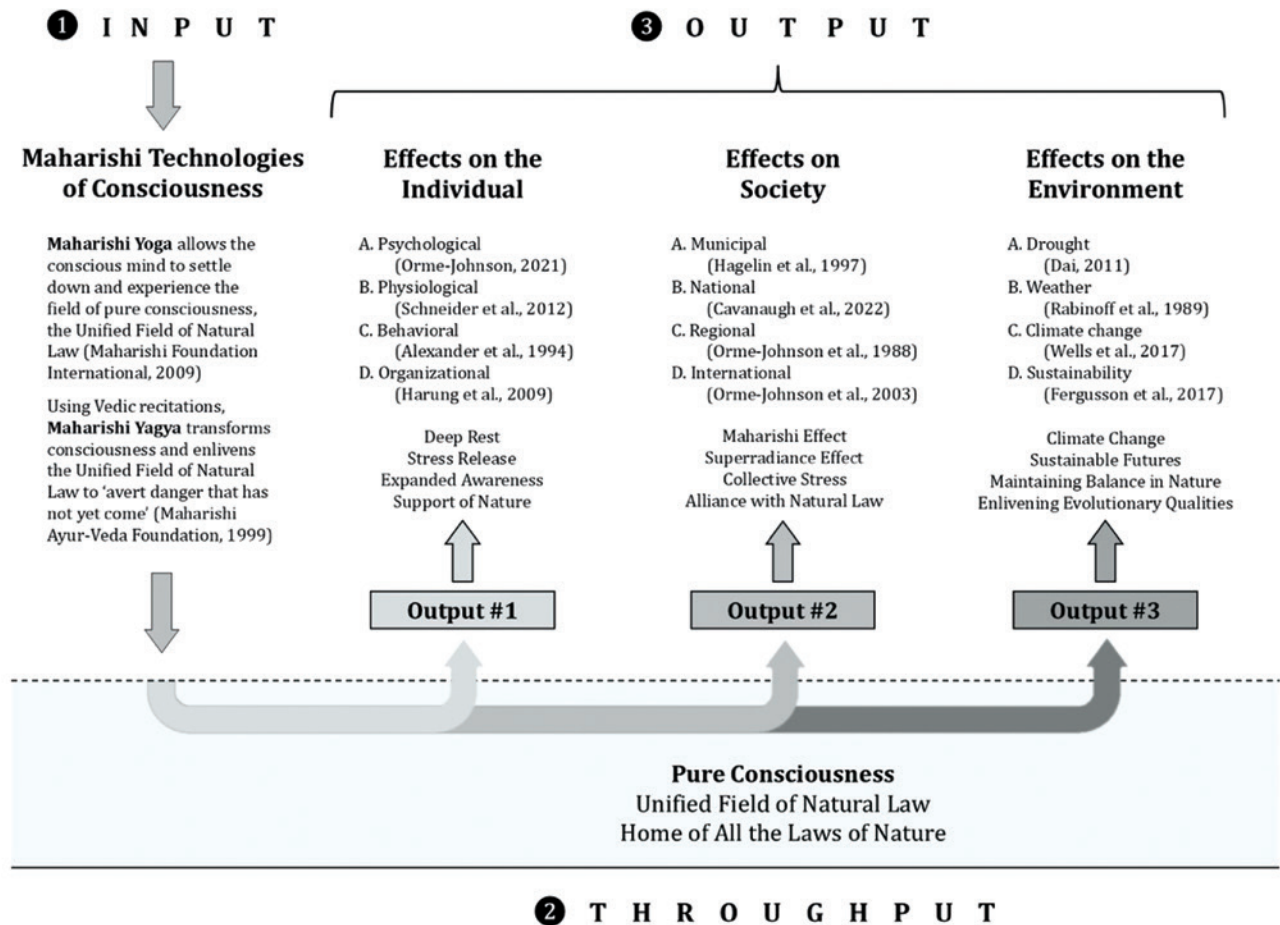 1 I N P U T
Maharishi Technologies
of Consciousness
Maharishi Yoga allows the
conscious mind to settle
down and experience the
field of pure consciousness,
the Unified Field of Natural
Law (Maharishi Foundation
International, 2009)
Using Vedic recitations,
Maharishi Yagya transforms
consciousness and enlivens
the Unified Field of Natural
Law to ‘avert danger that has
not yet come’ (Maharishi
Ayur-Veda Foundation, 1999)
3 O U T P U T
Effects on the
Individual
A. Psychological
(Orme-Johnson, 2021)
B. Physiological
(Schneider et al., 2012)
C. Behavioral
(Alexander et al., 1994)
D. Organizational
(Harung et al., 2009)
Deep Rest
Stress Release
Expanded Awareness
Support of Nature
Output #1
Effects on
Society
A. Municipal
(Hagelin et al., 1997)
B. National
(Cavanaugh et al., 2022)
C. Regional
(Orme-Johnson et al., 1988)
D. International
(Orme-Johnson et al., 2003)
Maharishi Effect
Superradiance Effect
Collective Stress
Alliance with Natural Law
Output #2
Effects on the
Environment
A. Drought
(Dai, 2011)
B. Weather
(Rabinoff et al., 1989)
C. Climate change
(Wells et al., 2017)
D. Sustainability
(Fergusson et al., 2017)
Climate Change
Sustainable Futures
Maintaining Balance in Nature
Enlivening Evolutionary Qualities
Output #3
Pure Consciousness
Unified Field of Natural Law
Home of All the Laws of Nature
2 T H R O U G H P U T